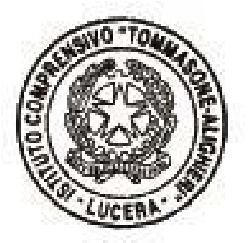 ISTITUTO COMPRENSIVO "TOMMASONE-ALIGHIERI"
- LUCERA -